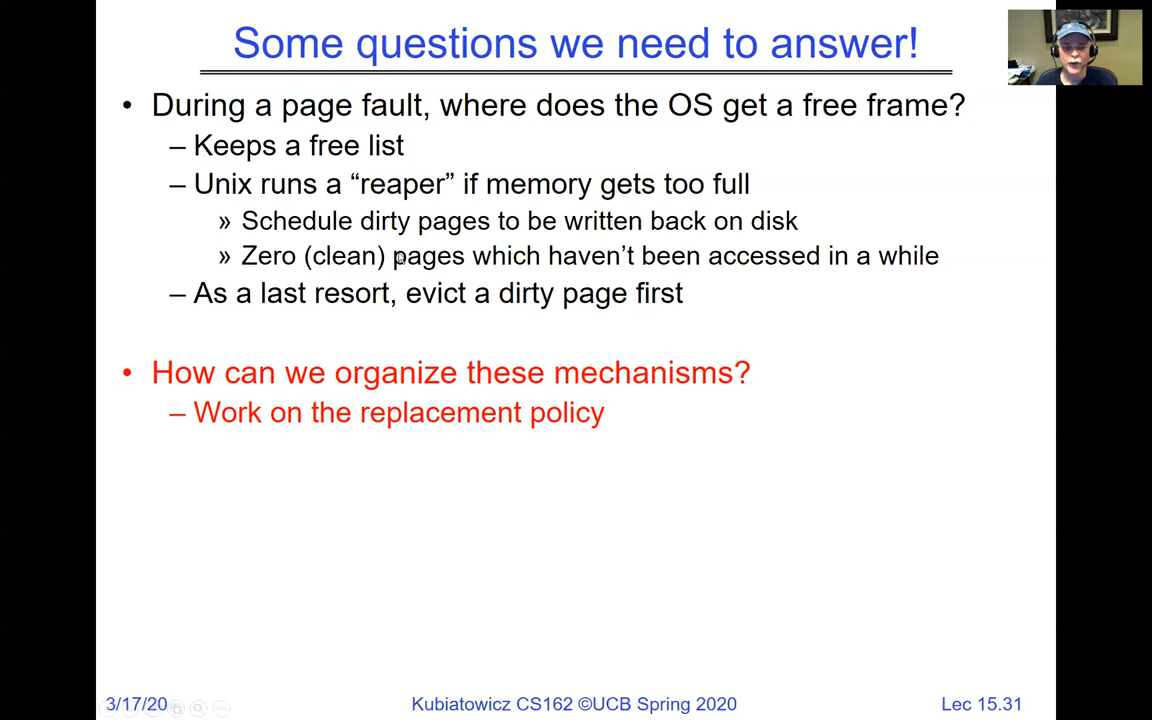 Some questions we need to answer!
• During a page fault, where does the OS get a free frame?
– Keeps a free list
– Unix runs a “reaper” if memory gets too full
» Schedule dirty pages to be written back on disk
» Zero (clean) pages which haven’t been accessed in a while
– As a last resort, evict a dirty page first
• How can we organize these mechanisms?
– Work on the replacement policy
3/17/20
Kubiatowicz CS162 ©UCB Spring 2020
Lec 15.31